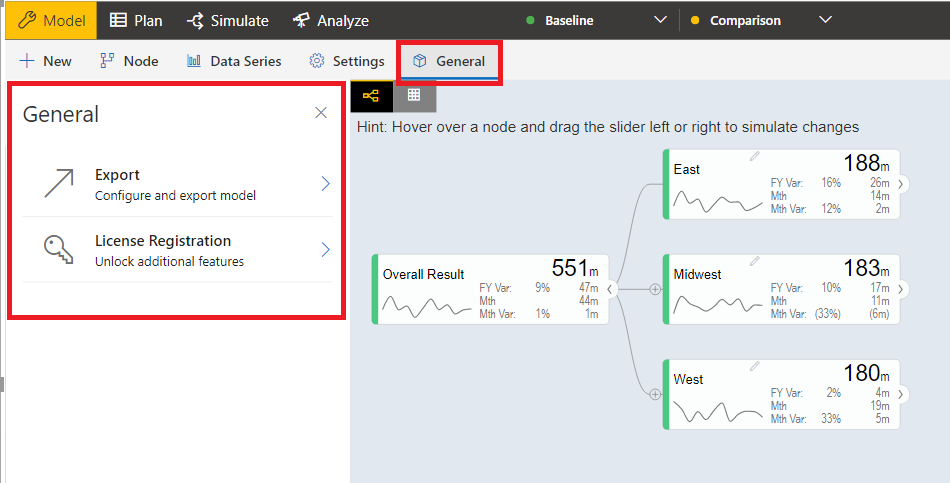 Model Plan Simulate Analyze Baseline Comparison
New Node Data Series Settings General
General
Export
Configure and export model
License Registration
Unlock additional features
Hint: Hover over a node and drag the slider left or right to simulate changes
Overall Result 551m
FY Var: 9% 47m
Mth 44m
Mth Var: 1% 1m
East 188m
FY Var: 16% 26m
Mth 14m
Mth Var: 12% 2m
Midwest 183m
FY Var: 10% 17m
Mth 11m
Mth Var: (33%) (6m)
West 180m
FY Var: 2% 4m
Mth 19m
Mth Var: 33% 5m